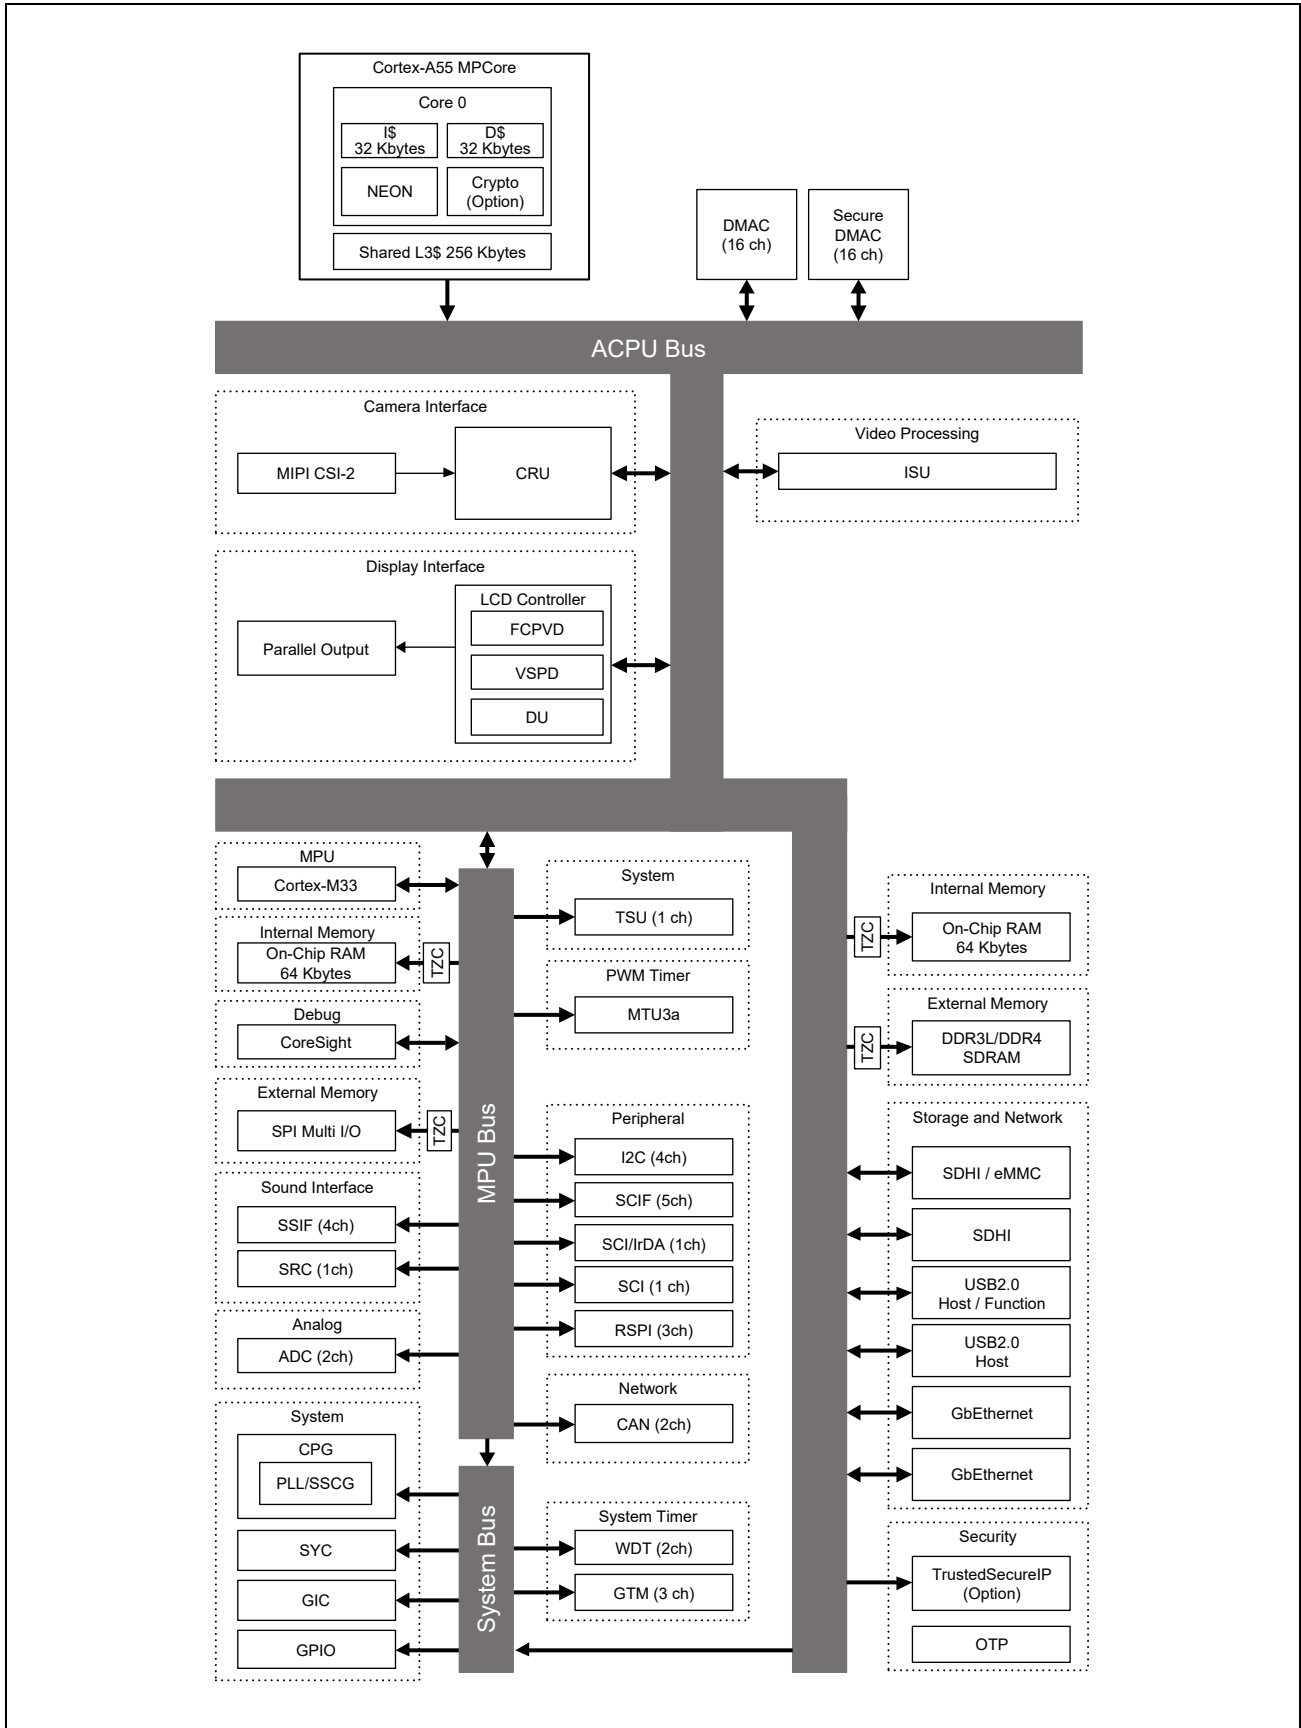 Cortex-A55 MPCore
Core 0
I$
32 Kbytes
D$
32 Kbytes
NEON
Crypto
(Option)
Shared L3$ 256 Kbytes
DMAC
(16 ch)
Secure
DMAC
(16 ch)
ACPU Bus
Camera Interface
MIPI CSI-2
CRU
Video Processing
ISU
Display Interface
LCD Controller
Parallel Output
FCPVD
VSPD
DU
MPU
Cortex-M33
Internal Memory
On-Chip RAM
64 Kbytes
TZC
Debug
CoreSight
External Memory
SPI Multi I/O
TZC
Sound Interface
SSIF (4ch)
SRC (1ch)
Analog
ADC (2ch)
System
CPG
PLL/SSCG
SYC
GIC
GPIO
MPU Bus
System Bus
System
TSU (1 ch)
PWM Timer
MTU3a
Peripheral
I2C (4ch)
SCIF (5ch)
SCI/IrDA (1ch)
SCI (1 ch)
RSPI (3ch)
Network
CAN (2ch)
System Timer
WDT (2ch)
GTM (3 ch)
Internal Memory
TZC
On-Chip RAM
64 Kbytes
External Memory
TZC
DDR3L/DDR4
SDRAM
Storage and Network
SDHI / eMMC
SDHI
USB2.0
Host / Function
USB2.0
Host
GbEthernet
GbEthernet
Security
TrustedSecureIP
(Option)
OTP